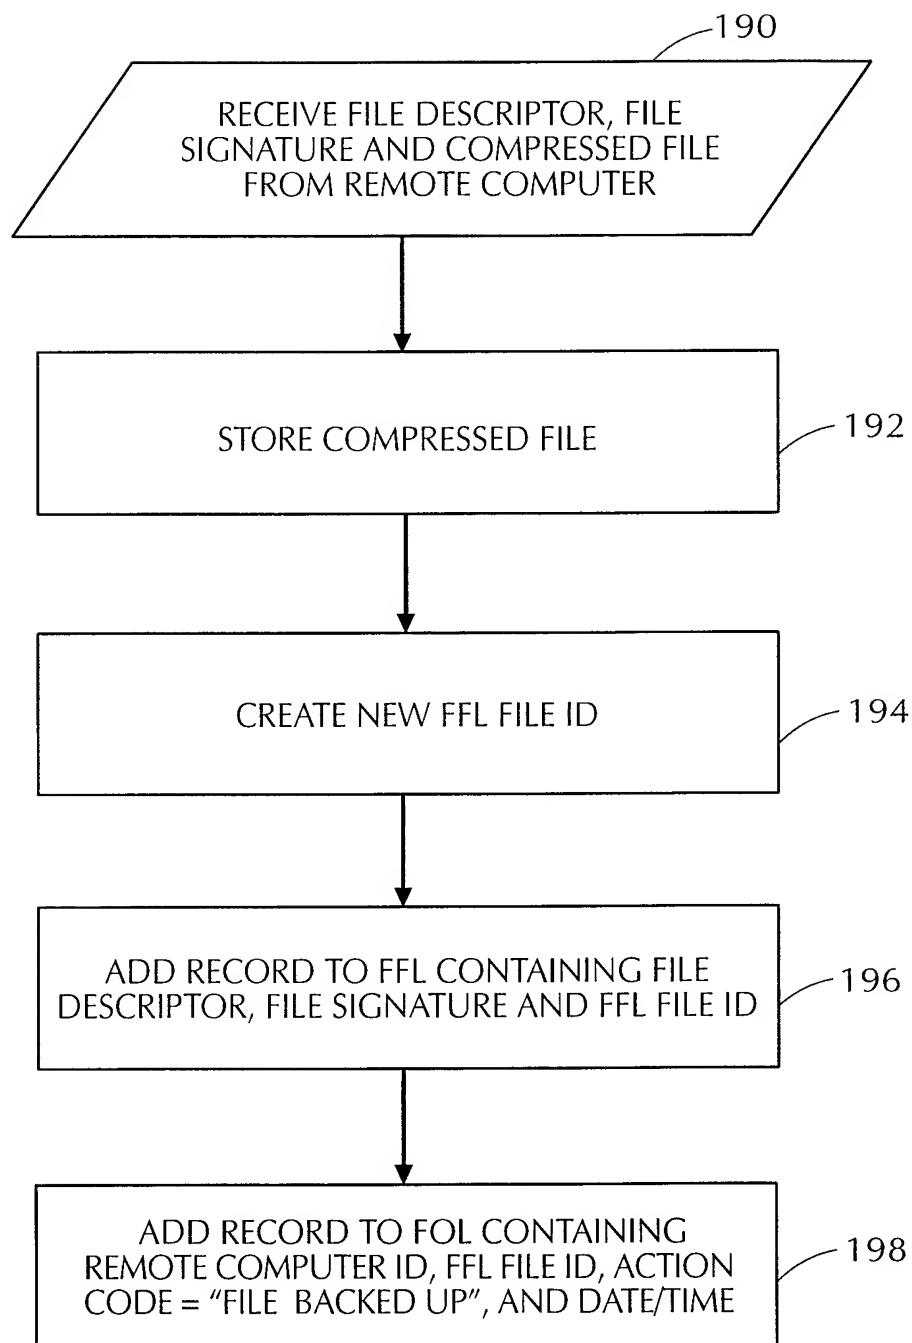 190
RECEIVE FILE DESCRIPTOR, FILE
SIGNATURE AND COMPRESSED FILE
FROM REMOTE COMPUTER
STORE COMPRESSED FILE
192
CREATE NEW FFL FILE ID
194
ADD RECORD TO FFL CONTAINING FILE
DESCRIPTOR, FILE SIGNATURE AND FFL FILE ID
196
ADD RECORD TO FOL CONTAINING
REMOTE COMPUTER ID, FFL FILE ID, ACTION
CODE = “FILE BACKED UP”, AND DATE/TIME
198